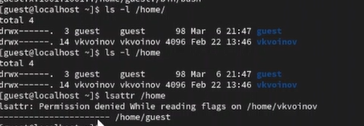 [guest@localhost ~]$ ls -l /home/
total 4
drwx------. 3 guest guest 98 Mar 6 21:47 guest
drwx------. 14 vkvoinov vkvoinov 4096 Feb 22 13:46 vkvoinov
[guest@localhost ~]$ ls -l /home
total 4
drwx------. 3 guest guest 98 Mar 6 21:47 guest
drwx------. 14 vkvoinov vkvoinov 4096 Feb 22 13:46 vkvoinov
[guest@localhost ~]$ lsattr /home
lsattr: Permission denied While reading flags on /home/vkvoinov
---------------------- /home/guest